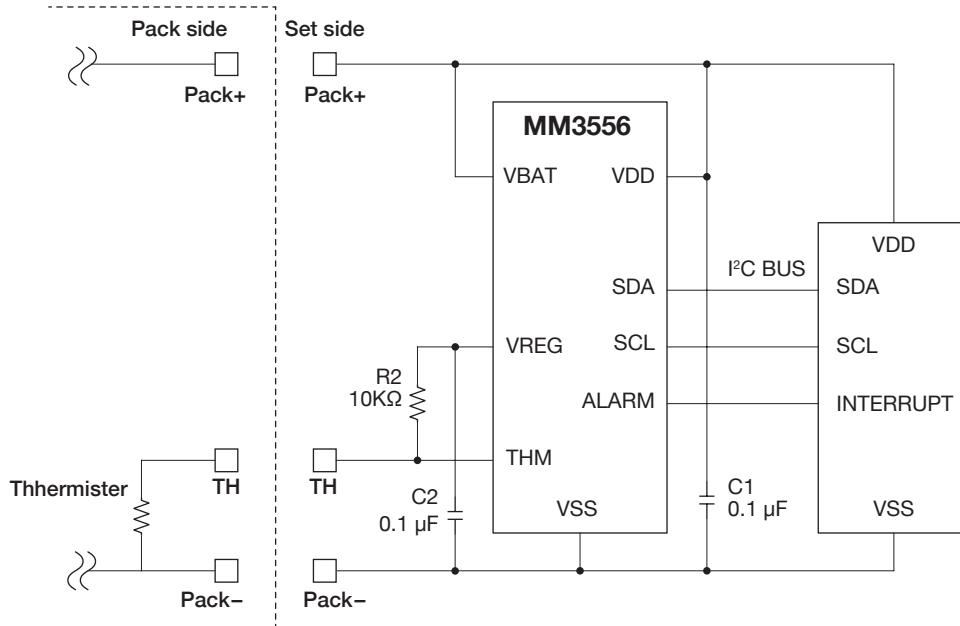 Pack side
Set side
Pack+
Pack+
MM3556
VBAT
VDD
VDD
I²C BUS
SDA
SDA
VREG
SCL
SCL
R2
10KΩ
ALARM
INTERRUPT
THM
Thhermister
TH
TH
C2
0.1 µF
VSS
C1
0.1 µF
VSS
Pack−
Pack−